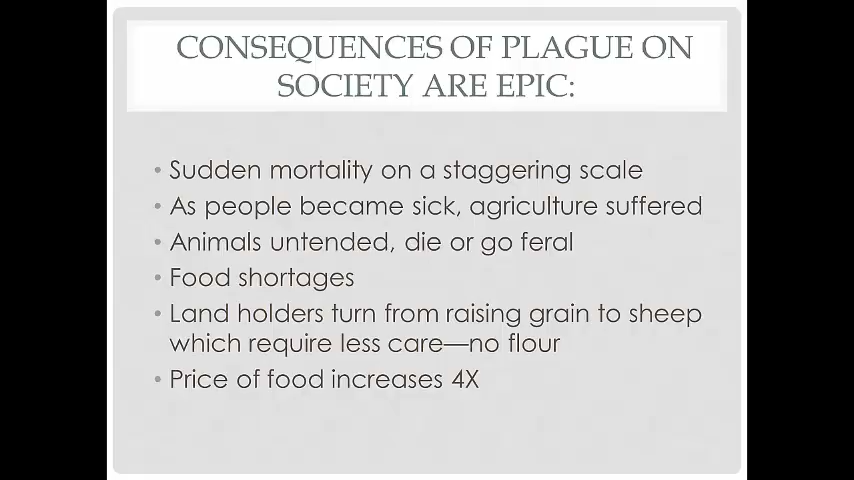 CONSEQUENCES OF PLAGUE ON
SOCIETY ARE EPIC:
• Sudden mortality on a staggering scale
• As people became sick, agriculture suffered
• Animals untended, die or go feral
• Food shortages
• Land holders turn from raising grain to sheep
which require less care—no flour
• Price of food increases 4X